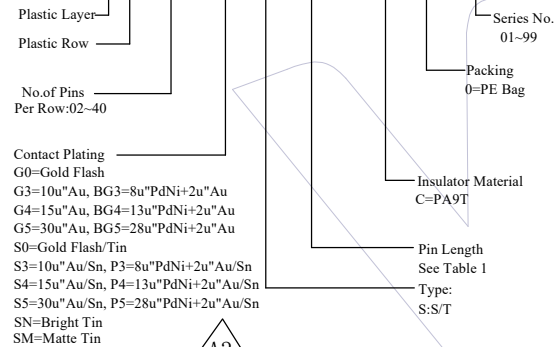 Plastic Layer
Plastic Row
No.of Pins
Per Row:02~40
Contact Plating
G0=Gold Flash
G3=10u"Au, BG3=8u"PdNi+2u"Au
G4=15u"Au, BG4=13u"PdNi+2u"Au
G5=30u"Au, BG5=28u"PdNi+2u"Au
S0=Gold Flash/Tin
S3=10u"Au/Sn, P3=8u"PdNi+2u"Au/Sn
S4=15u"Au/Sn, P4=13u"PdNi+2u"Au/Sn
S5=30u"Au/Sn, P5=28u"PdNi+2u"Au/Sn
SN=Bright Tin
SM=Matte Tin
Series No.
01~99
Packing
0=PE Bag
Insulator Material
C=PA9T
Pin Length
See Table 1
Type:
S:S/T